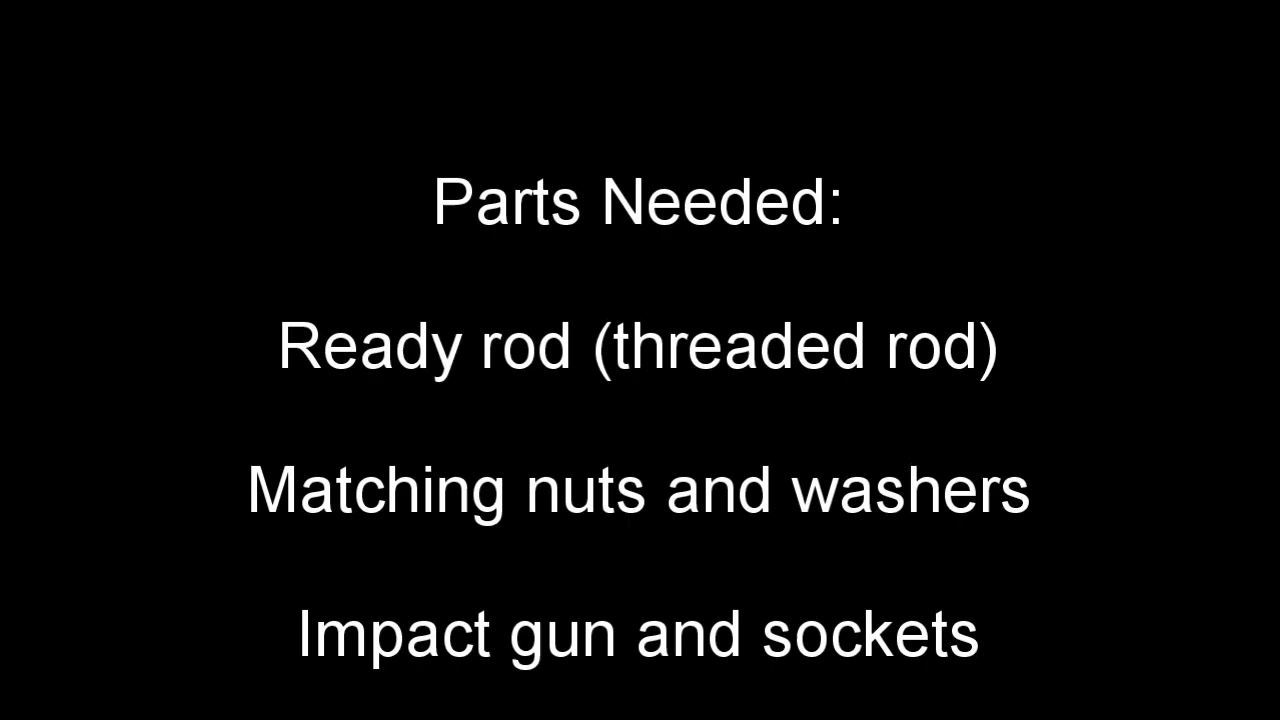 Parts Needed:
Ready rod (threaded rod)
Matching nuts and washers
Impact gun and sockets